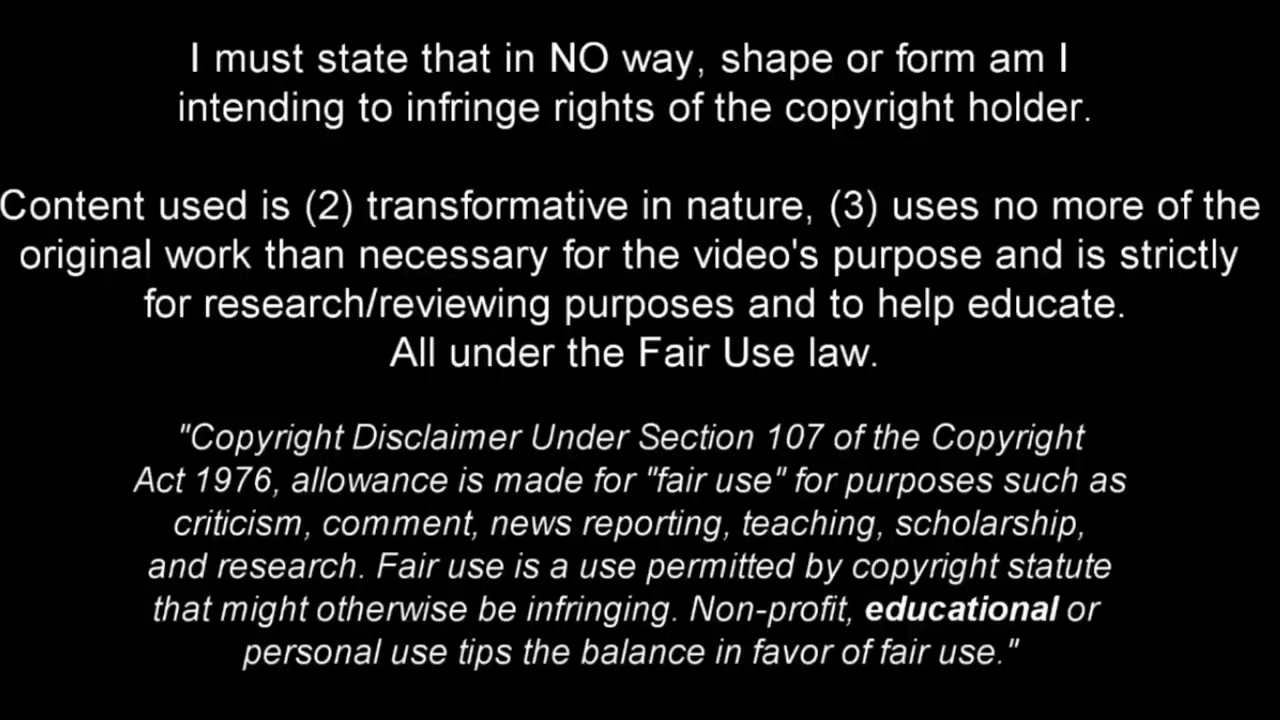 I must state that in NO way, shape or form am I
intending to infringe rights of the copyright holder.
Content used is (2) transformative in nature, (3) uses no more of the
original work than necessary for the video's purpose and is strictly
for research/reviewing purposes and to help educate.
All under the Fair Use law.
"Copyright Disclaimer Under Section 107 of the Copyright
Act 1976, allowance is made for "fair use" for purposes such as
criticism, comment, news reporting, teaching, scholarship,
and research. Fair use is a use permitted by copyright statute
that might otherwise be infringing. Non-profit, educational or
personal use tips the balance in favor of fair use."